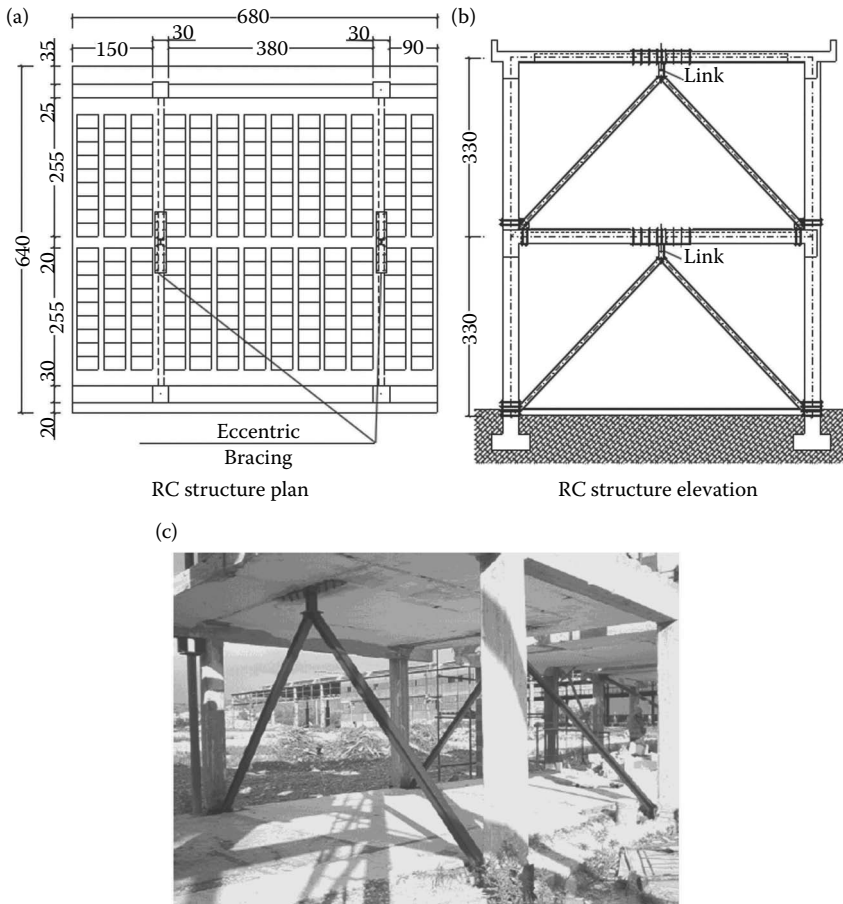 (a)
680
30
30
150
380
90
35
25
255
640
20
255
30
20
Eccentric
Bracing
RC structure plan
(b)
Link
330
Link
330
RC structure elevation
(c)